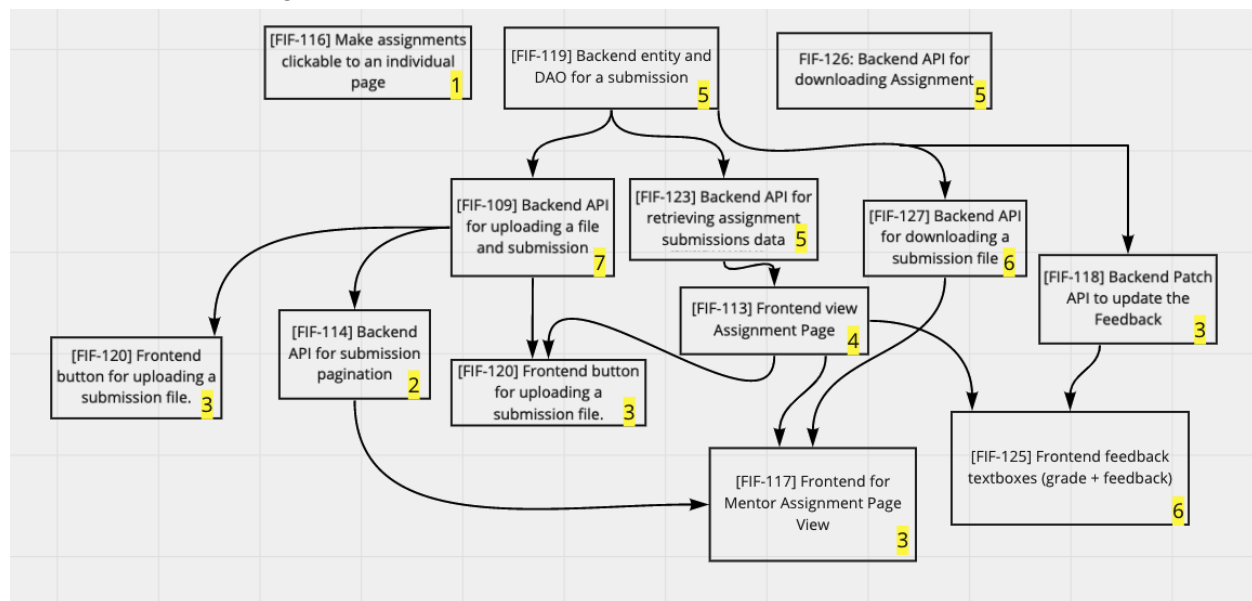 [FIF-116] Make assignments
clickable to an individual
page
1
[FIF-119] Backend entity and
DAO for a submission
5
FIF-126: Backend API for
downloading Assignment
5
[FIF-109] Backend API
for uploading a file
and submission
7
[FIF-123] Backend API for
retrieving assignment
submissions data
5
[FIF-127] Backend API
for downloading a
submission file
6
[FIF-118] Backend Patch
API to update the
Feedback
3
[FIF-113] Frontend view
Assignment Page
4
[FIF-120] Frontend
button for uploading a
submission file.
3
[FIF-114] Backend
API for submission
pagination
2
[FIF-120] Frontend button
for uploading a
submission file.
3
[FIF-117] Frontend for
Mentor Assignment Page
View
3
[FIF-125] Frontend feedback
textboxes (grade + feedback)
6